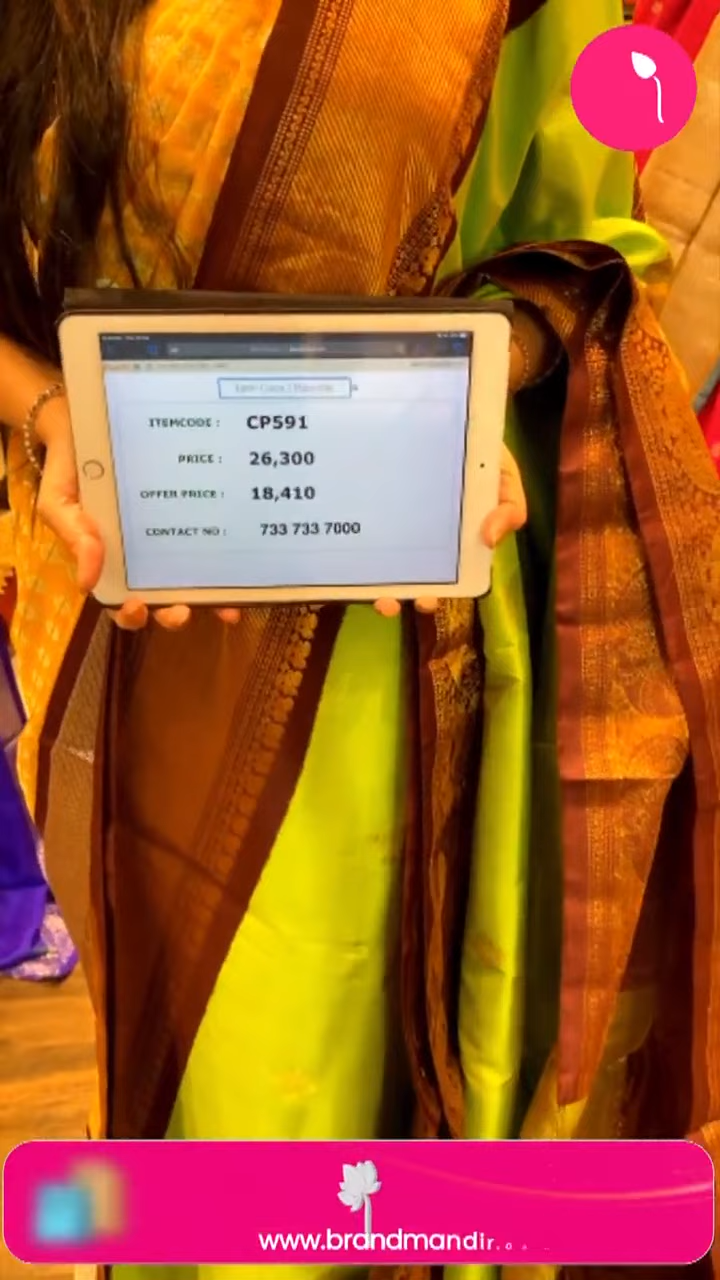 ITEMCODE : CP591
PRICE : 26,300
OFFER PRICE : 18,410
CONTACT NO : 733 733 7000
www.brandmandir